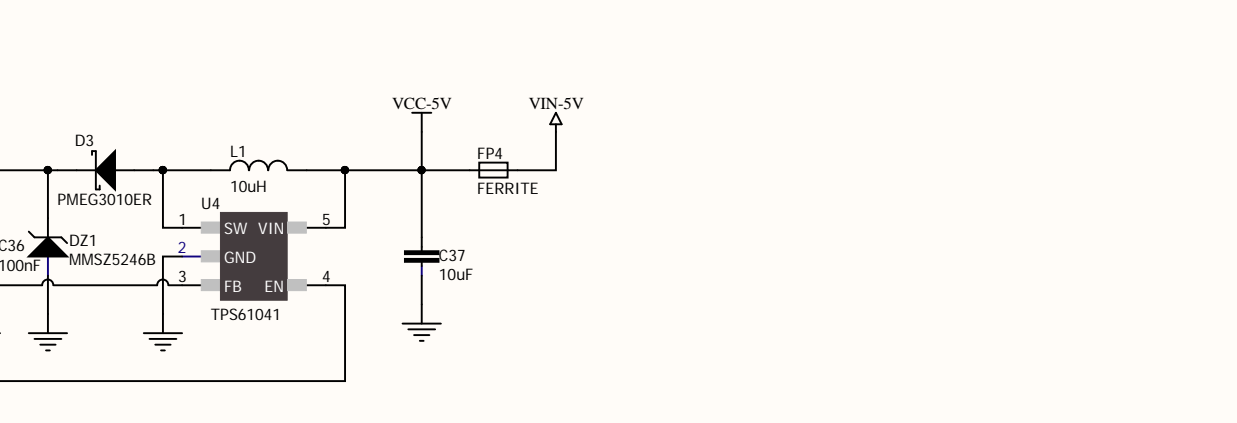 VCC-5V
VIN-5V
D3
PMEG3010ER
L1
10uH
FP4
FERRITE
U4
1
SW
VIN
5
2
GND
3
FB
EN
4
TPS61041
C36
100nF
DZ1
MMSZ5246B
C37
10uF